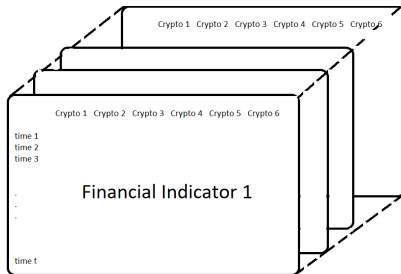 Crypto 1 Crypto 2 Crypto 3 Crypto 4 Crypto 5 Crypto 6
Crypto 1 Crypto 2 Crypto 3 Crypto 4 Crypto 5 Crypto 6
time 1
time 2
time 3
.
Financial Indicator 1
.
.
time t